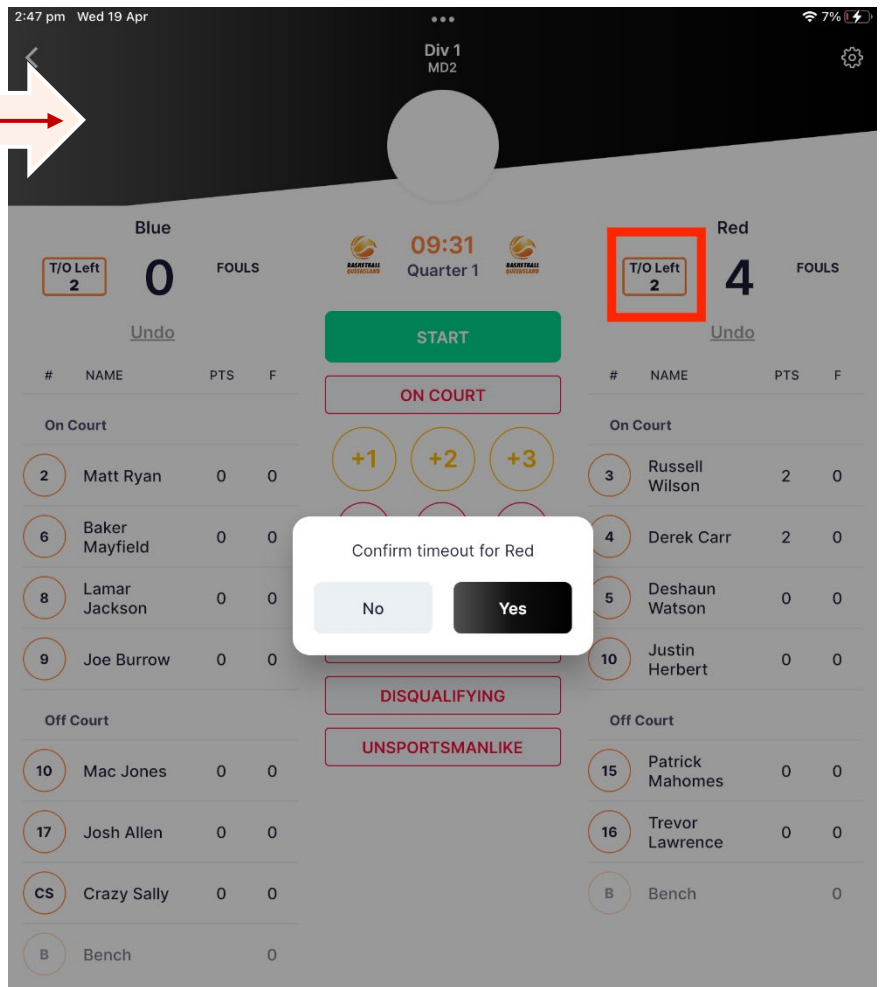 2:47 pm Wed 19 Apr
7%
Div 1
MD2
Blue
T/O Left
2
0
FOULS
Undo
BASKETBALL
QUEENSLAND
09:31
Quarter 1
BASKETBALL
QUEENSLAND
Red
T/O Left
2
4
FOULS
Undo
START
ON COURT
+1 +2 +3
# NAME PTS F
On Court
2 Matt Ryan 0 0
6 Baker
Mayfield 0 0
8 Lamar
Jackson 0 0
9 Joe Burrow 0 0
Off Court
10 Mac Jones 0 0
17 Josh Allen 0 0
CS Crazy Sally 0 0
B Bench 0
Confirm timeout for Red
No Yes
DISQUALIFYING
UNSPORTSMANLIKE
# NAME PTS F
On Court
3 Russell
Wilson 2 0
4 Derek Carr 2 0
5 Deshaun
Watson 0 0
10 Justin
Herbert 0 0
Off Court
15 Patrick
Mahomes 0 0
16 Trevor
Lawrence 0 0
B Bench 0